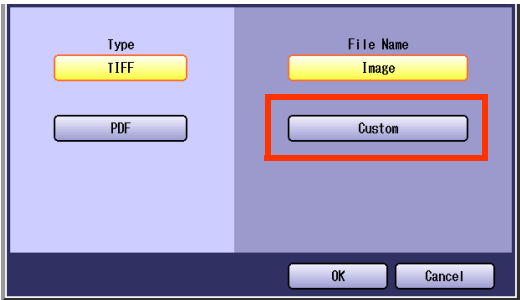 Type
File Name
TIFF
Image
PDF
Custom
OK
Cancel